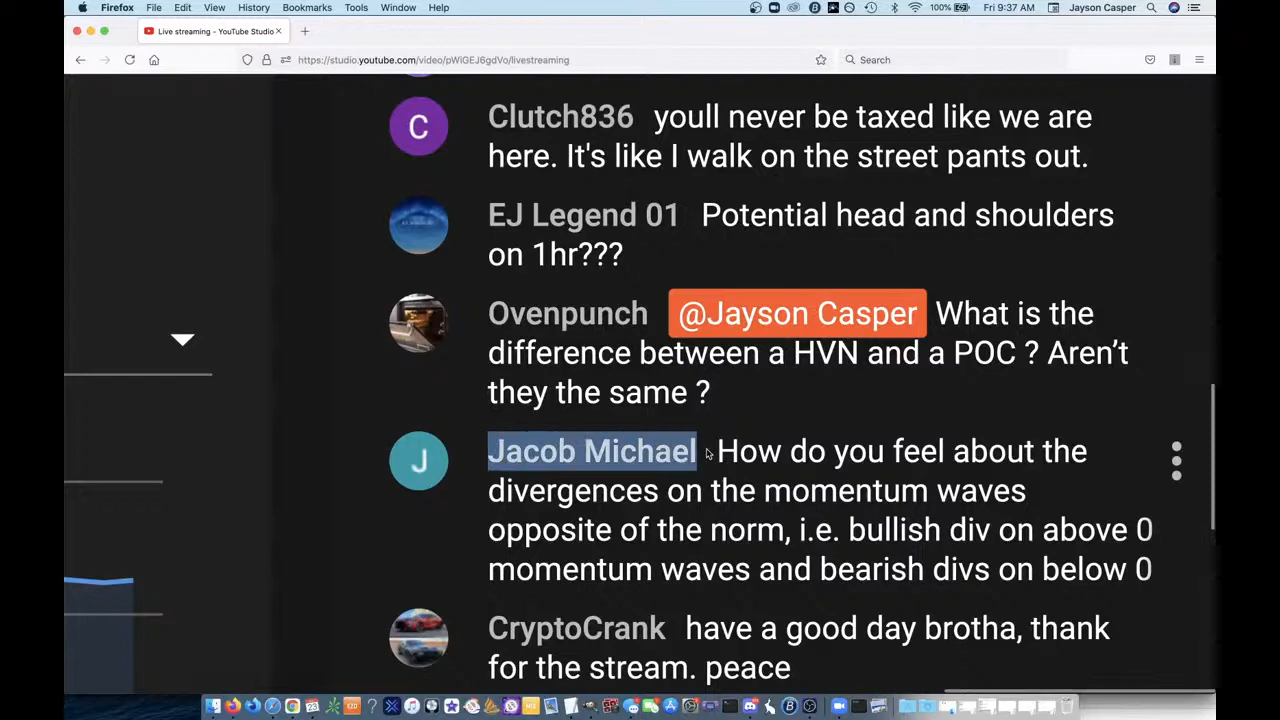 Firefox File Edit View History Bookmarks Tools Window Help 100% Fri 9:37 AM Jayson Casper
Live streaming - YouTube Studio
https://studio.youtube.com/video/pWiGEJ6gdVo/livestreaming Search
C Clutch836 youll never be taxed like we are
here. It's like I walk on the street pants out.
EJ Legend 01 Potential head and shoulders
on 1hr???
Ovenpunch @Jayson Casper What is the
difference between a HVN and a POC ? Aren’t
they the same ?
J Jacob Michael How do you feel about the
divergences on the momentum waves
opposite of the norm, i.e. bullish div on above 0
momentum waves and bearish divs on below 0
CryptoCrank have a good day brotha, thank
for the stream. peace